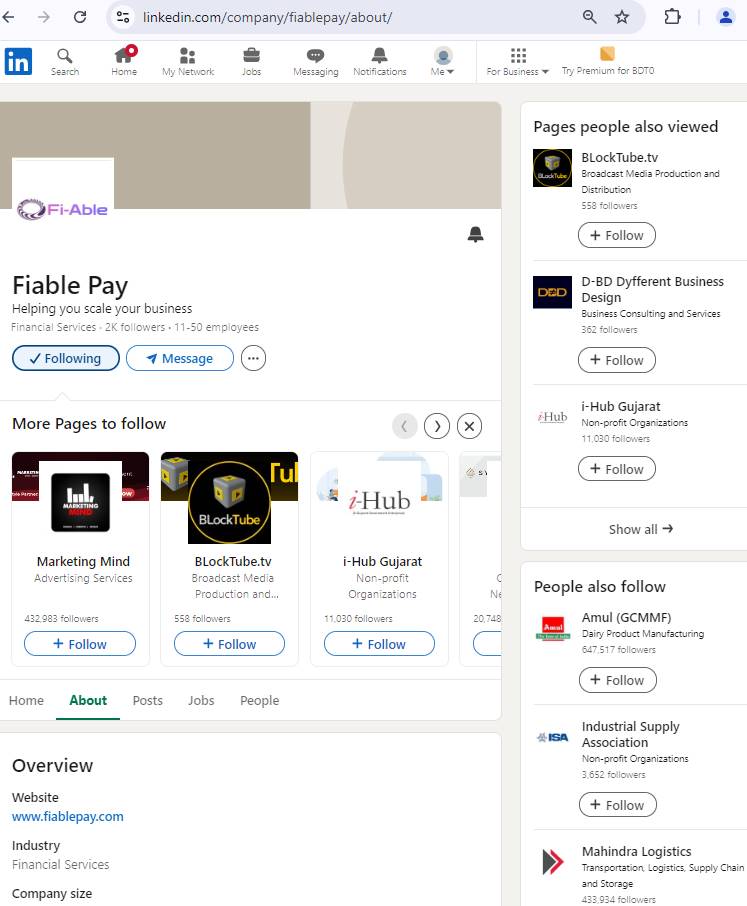 linkedin.com/company/fiablepay/about/
in
Search
Home
My Network
Jobs
Messaging
Notifications
Me
For Business
Try Premium for BDT0
Fi-Able
Fiable Pay
Helping you scale your business
Financial Services · 2K followers · 11-50 employees
Following
Message
More Pages to follow
MARKETING
MIND
Marketing Mind
Advertising Services
432,983 followers
+ Follow
BLockTube
BLockTube.tv
Broadcast Media
Production and...
558 followers
+ Follow
i-Hub
i-Hub Gujarat
Non-profit
Organizations
11,030 followers
+ Follow
20,748
Home
About
Posts
Jobs
People
Overview
Website
www.fiablepay.com
Industry
Financial Services
Company size
Pages people also viewed
BLockTube
BLockTube.tv
Broadcast Media Production and
Distribution
558 followers
+ Follow
D-BD Dyfferent Business
Design
Business Consulting and Services
362 followers
+ Follow
i-Hub
i-Hub Gujarat
Non-profit Organizations
11,030 followers
+ Follow
Show all →
People also follow
Amul
Amul (GCMMF)
Dairy Product Manufacturing
647,517 followers
+ Follow
ISA
Industrial Supply
Association
Non-profit Organizations
3,652 followers
+ Follow
Mahindra Logistics
Transportation, Logistics, Supply Chain
and Storage
433,934 followers